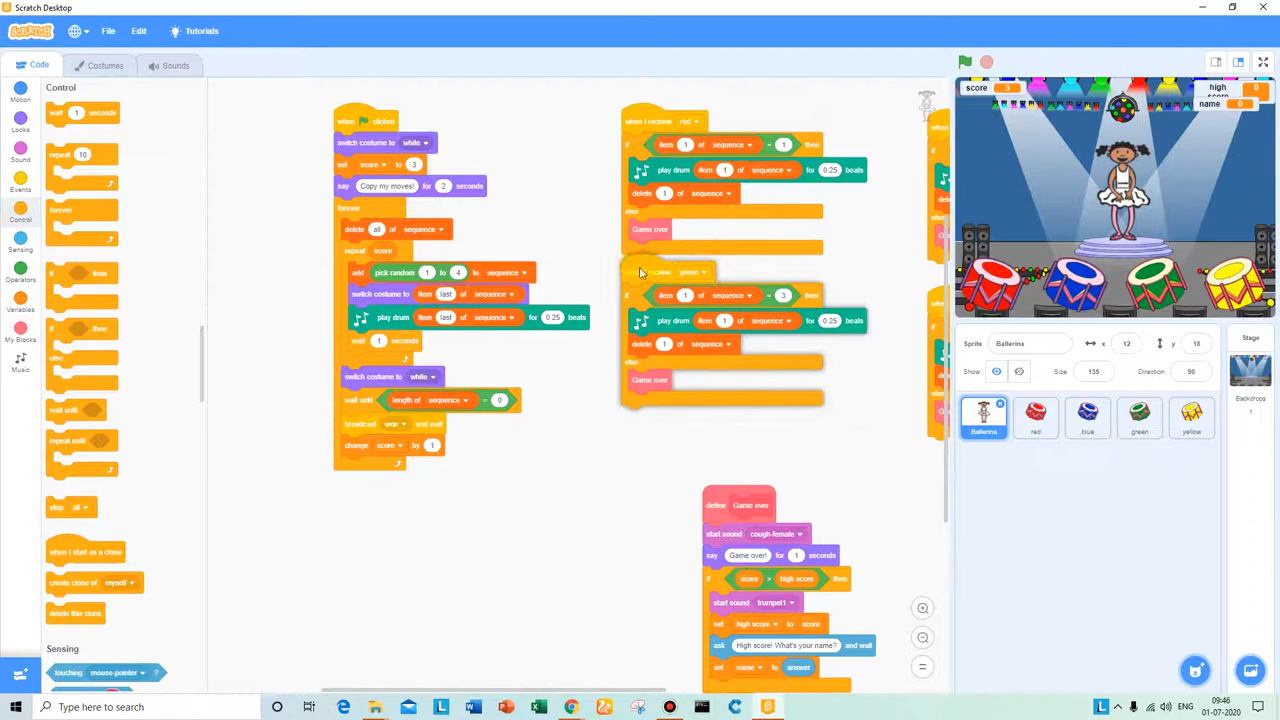 Scratch Desktop
SCRATCH
File
Edit
Tutorials
Code
Costumes
Sounds
Motion
Looks
Sound
Events
Control
Sensing
Operators
Variables
My Blocks
Music
Control
wait 1 seconds
repeat 10
forever
if then
if then
else
wait until
repeat until
stop all
when I start as a clone
create clone of myself
delete this clone
Sensing
touching mouse-pointer ?
when clicked
switch costume to white
set score to 3
say Copy my moves! for 2 seconds
forever
delete all of sequence
repeat score
add pick random 1 to 4 to sequence
switch costume to item last of sequence
play drum item last of sequence for 0.25 beats
wait 1 seconds
switch costume to white
wait until length of sequence = 0
broadcast won and wait
change score by 1
when I receive red
if item 1 of sequence = 1 then
play drum item 1 of sequence for 0.25 beats
delete 1 of sequence
else
Game over
receive green
if item 1 of sequence = 3 then
play drum item 1 of sequence for 0.25 beats
delete 1 of sequence
else
Game over
define Game over
start sound cough-female
say Game over! for 1 seconds
if score > high score then
start sound trumpet1
set high score to score
ask High score! What's your name? and wait
set name to answer
when
if
else
when
if
else
score 3
high score 0
name 0
Sprite Ballerina x 12 y 18
Show Size 135 Direction 90
Ballerina
red
blue
green
yellow
Stage
Backdrops
1
Type here to search
ENG
09:46
01-07-2020